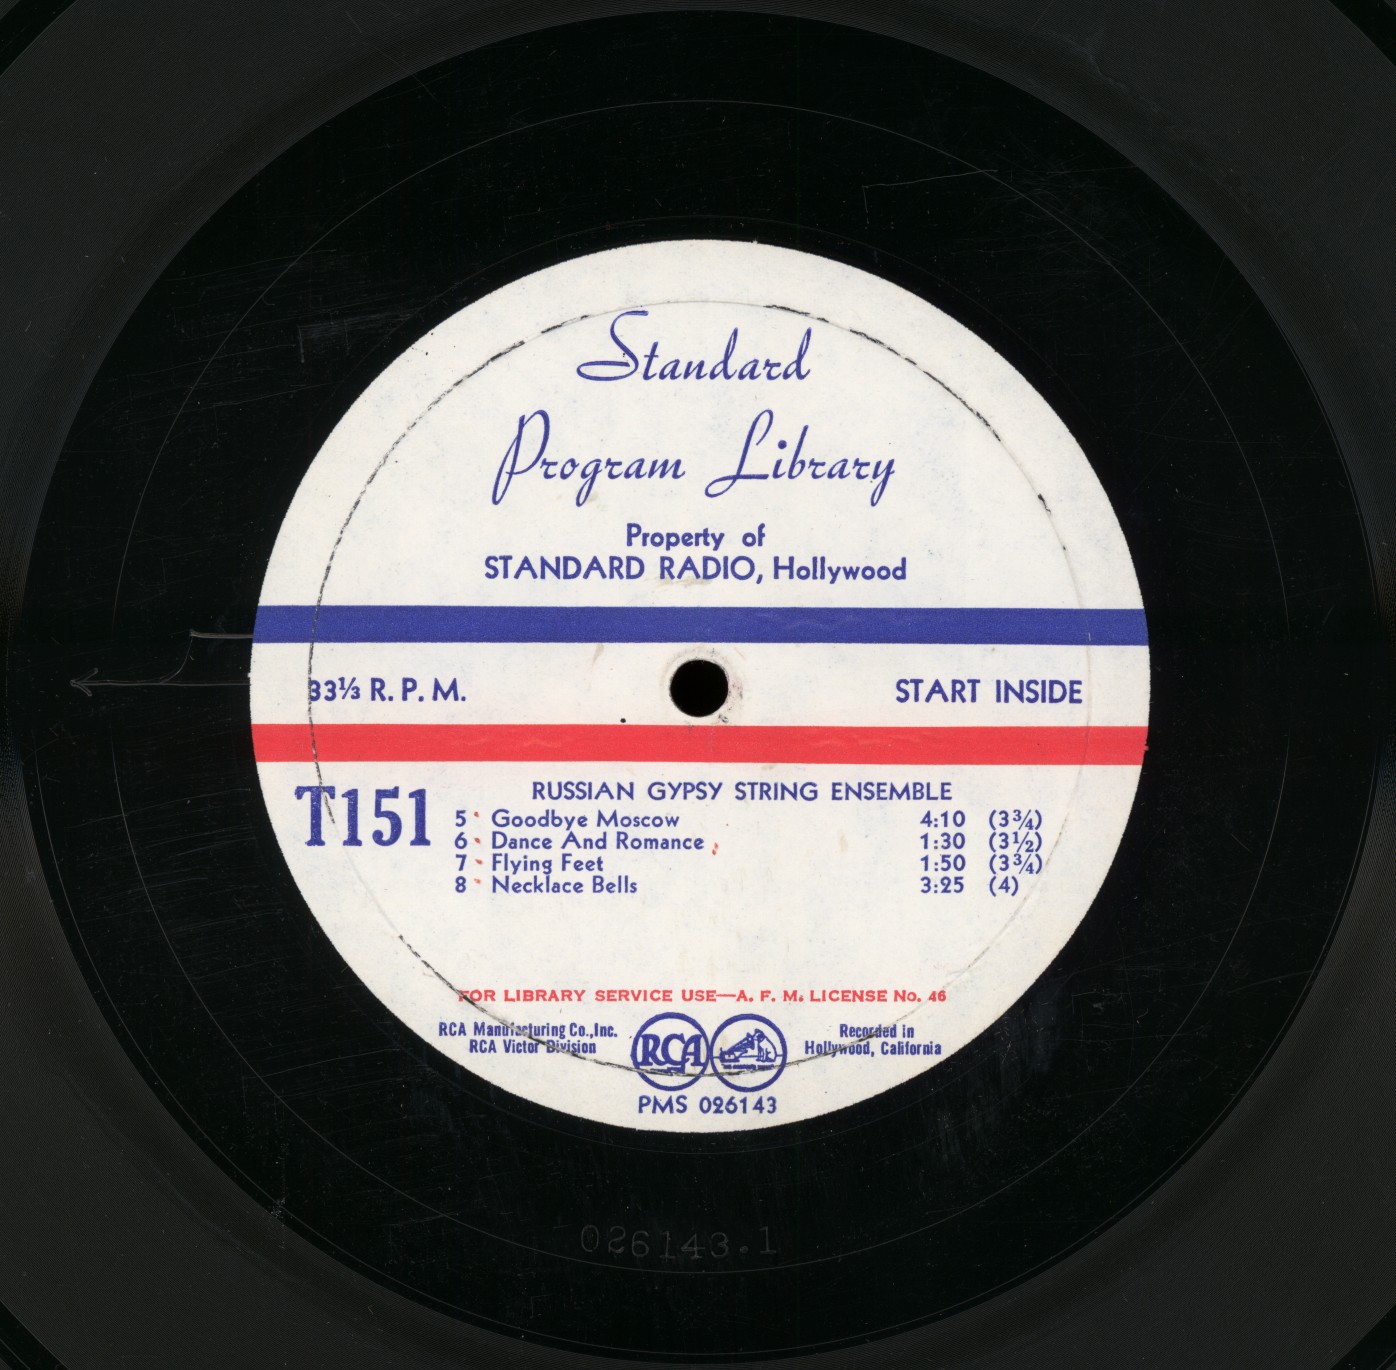 Standard
Program Library
Property of
STANDARD RADIO, Hollywood
33⅓ R. P. M.
START INSIDE
T151
RUSSIAN GYPSY STRING ENSEMBLE
5 Goodbye Moscow 4:10 (3¾)
6 Dance And Romance 1:30 (3½)
7 Flying Feet 1:50 (3¾)
8 Necklace Bells 3:25 (4)
FOR LIBRARY SERVICE USE—A. F. M. LICENSE No. 46
RCA Manufacturing Co., Inc.
RCA Victor Division
RCA
Recorded in
Hollywood, California
PMS 026143
026143.1